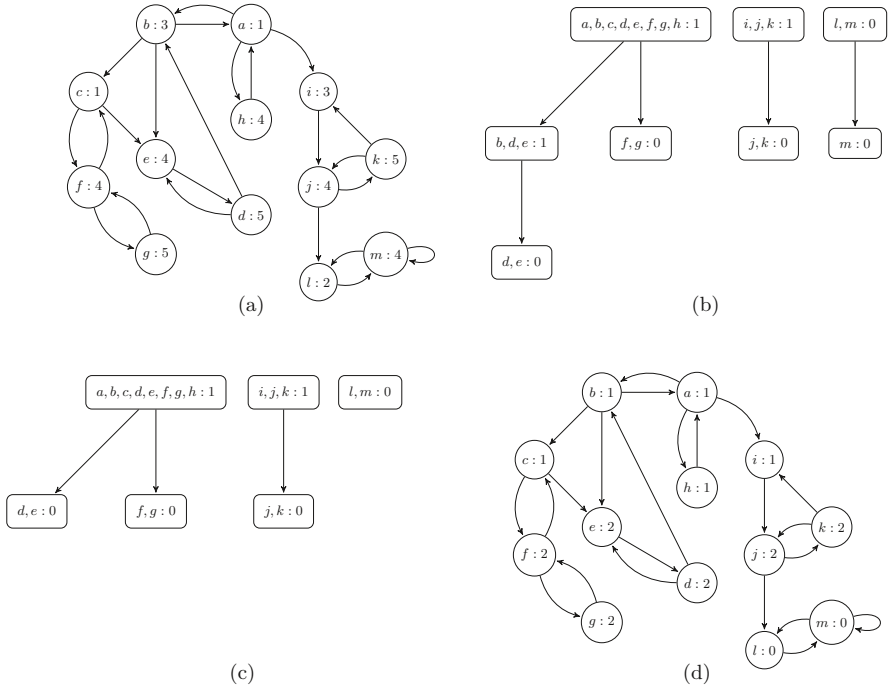 b : 3
a : 1
c : 1
h : 4
i : 3
e : 4
k : 5
f : 4
j : 4
d : 5
g : 5
m : 4
l : 2
(a)
a, b, c, d, e, f, g, h : 1
i, j, k : 1
l, m : 0
b, d, e : 1
f, g : 0
j, k : 0
m : 0
d, e : 0
(b)
a, b, c, d, e, f, g, h : 1
i, j, k : 1
l, m : 0
d, e : 0
f, g : 0
j, k : 0
(c)
b : 1
a : 1
c : 1
h : 1
i : 1
e : 2
k : 2
f : 2
j : 2
d : 2
g : 2
m : 0
l : 0
(d)